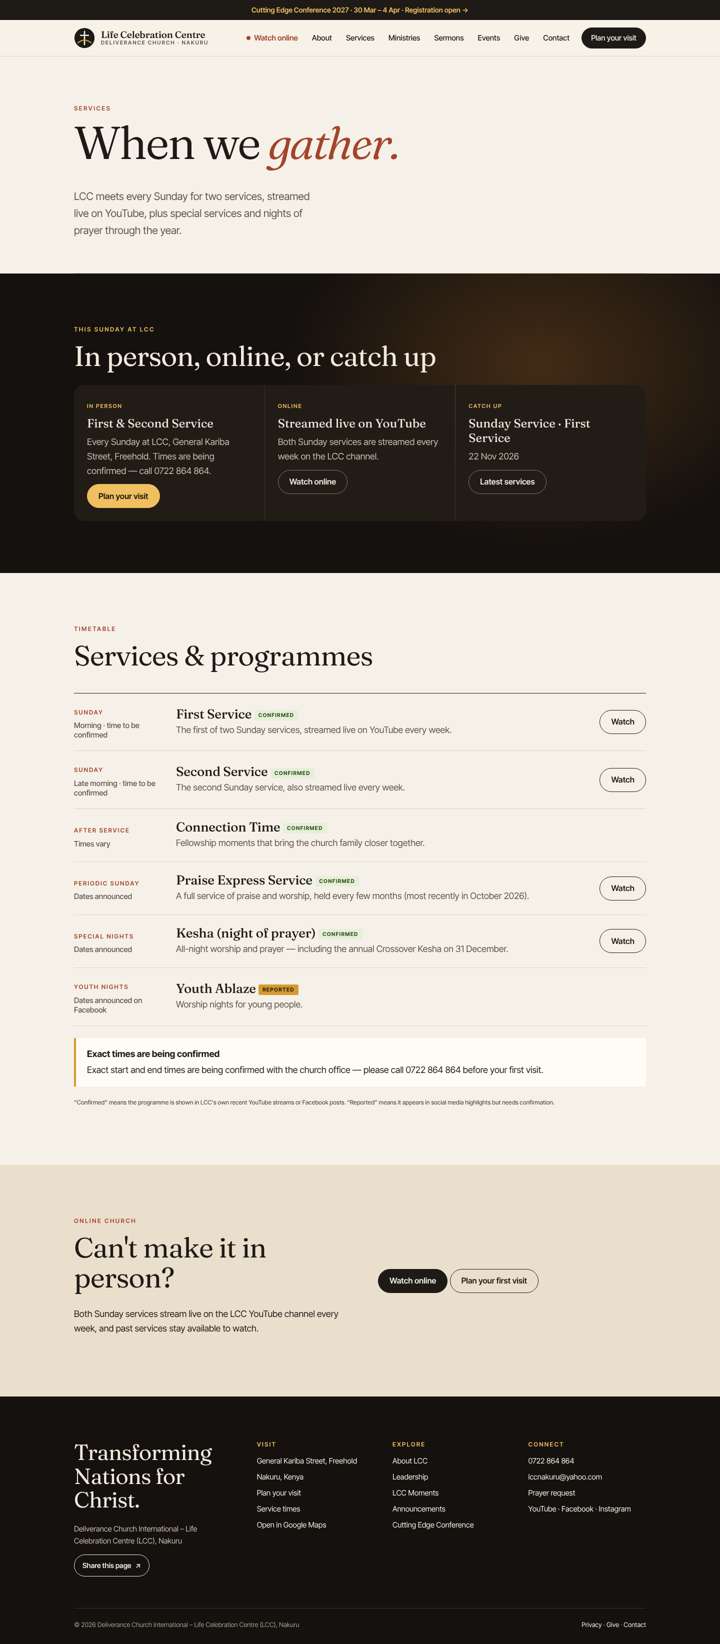 Cutting Edge Conference 2027 · 30 Mar – 4 Apr · Registration open →
Life Celebration Centre
DELIVERANCE CHURCH · NAKURU
Watch online
About
Services
Ministries
Sermons
Events
Give
Contact
Plan your visit
SERVICES
When we gather.
LCC meets every Sunday for two services, streamed
live on YouTube, plus special services and nights of
prayer through the year.
THIS SUNDAY AT LCC
In person, online, or catch up
IN PERSON
First & Second Service
Every Sunday at LCC, General Kariba
Street, Freehold. Times are being
confirmed — call 0722 864 864.
Plan your visit
ONLINE
Streamed live on YouTube
Both Sunday services are streamed every
week on the LCC channel.
Watch online
CATCH UP
Sunday Service · First
Service
22 Nov 2026
Latest services
TIMETABLE
Services & programmes
SUNDAY
Morning · time to be
confirmed
First Service CONFIRMED
The first of two Sunday services, streamed live on YouTube every week.
Watch
SUNDAY
Late morning · time to be
confirmed
Second Service CONFIRMED
The second Sunday service, also streamed live every week.
Watch
AFTER SERVICE
Times vary
Connection Time CONFIRMED
Fellowship moments that bring the church family closer together.
PERIODIC SUNDAY
Dates announced
Praise Express Service CONFIRMED
A full service of praise and worship, held every few months (most recently in October 2026).
Watch
SPECIAL NIGHTS
Dates announced
Kesha (night of prayer) CONFIRMED
All-night worship and prayer — including the annual Crossover Kesha on 31 December.
Watch
YOUTH NIGHTS
Dates announced on
Facebook
Youth Ablaze REPORTED
Worship nights for young people.
Exact times are being confirmed
Exact start and end times are being confirmed with the church office — please call 0722 864 864 before your first visit.
"Confirmed" means the programme is shown in LCC's own recent YouTube streams or Facebook posts. "Reported" means it appears in social media highlights but needs confirmation.
ONLINE CHURCH
Can't make it in
person?
Both Sunday services stream live on the LCC YouTube channel every
week, and past services stay available to watch.
Watch online
Plan your first visit
Transforming
Nations for
Christ.
Deliverance Church International – Life
Celebration Centre (LCC), Nakuru
Share this page ↗
VISIT
General Kariba Street, Freehold
Nakuru, Kenya
Plan your visit
Service times
Open in Google Maps
EXPLORE
About LCC
Leadership
LCC Moments
Announcements
Cutting Edge Conference
CONNECT
0722 864 864
lccnakuru@yahoo.com
Prayer request
YouTube · Facebook · Instagram
© 2026 Deliverance Church International – Life Celebration Centre (LCC), Nakuru
Privacy · Give · Contact